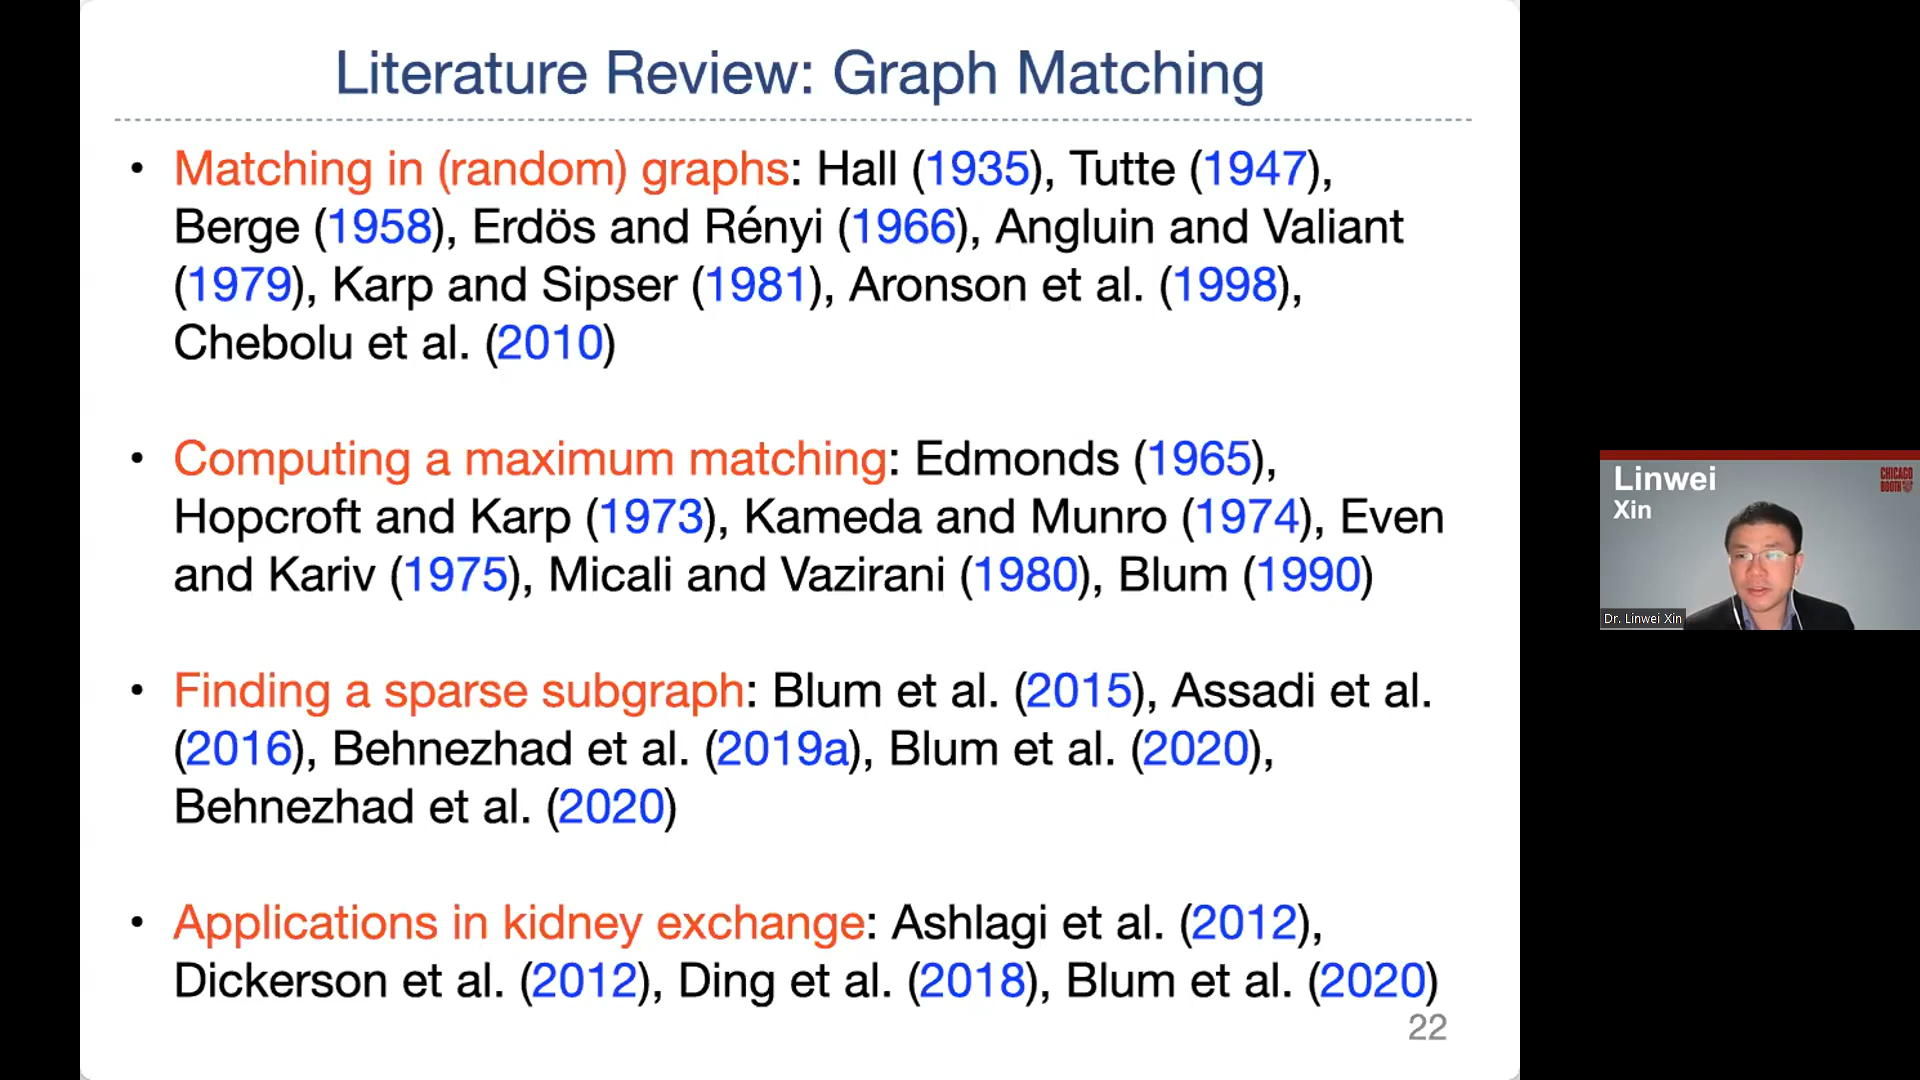 Literature Review: Graph Matching
• Matching in (random) graphs: Hall (1935), Tutte (1947),
Berge (1958), Erdös and Rényi (1966), Angluin and Valiant
(1979), Karp and Sipser (1981), Aronson et al. (1998),
Chebolu et al. (2010)
• Computing a maximum matching: Edmonds (1965),
Hopcroft and Karp (1973), Kameda and Munro (1974), Even
and Kariv (1975), Micali and Vazirani (1980), Blum (1990)
• Finding a sparse subgraph: Blum et al. (2015), Assadi et al.
(2016), Behnezhad et al. (2019a), Blum et al. (2020),
Behnezhad et al. (2020)
• Applications in kidney exchange: Ashlagi et al. (2012),
Dickerson et al. (2012), Ding et al. (2018), Blum et al. (2020)
22
Linwei
Xin
CHICAGO
BOOTH
Dr. Linwei Xin